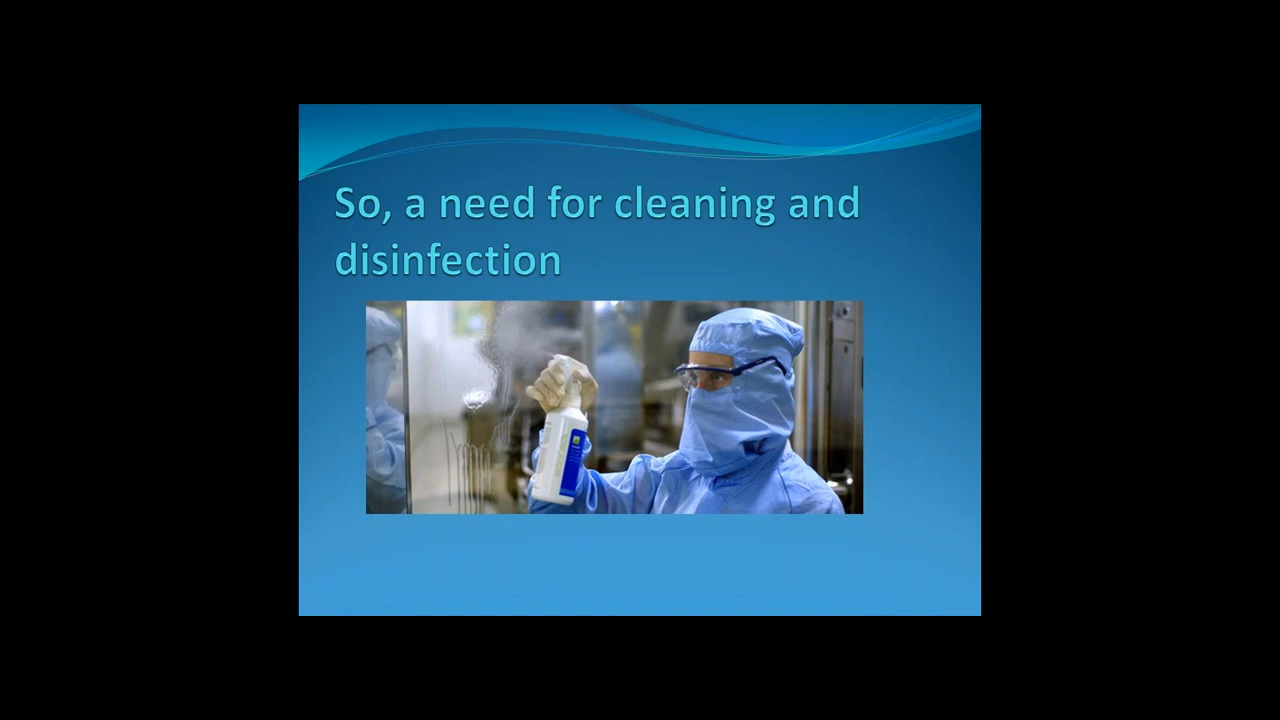 So, a need for cleaning and
disinfection